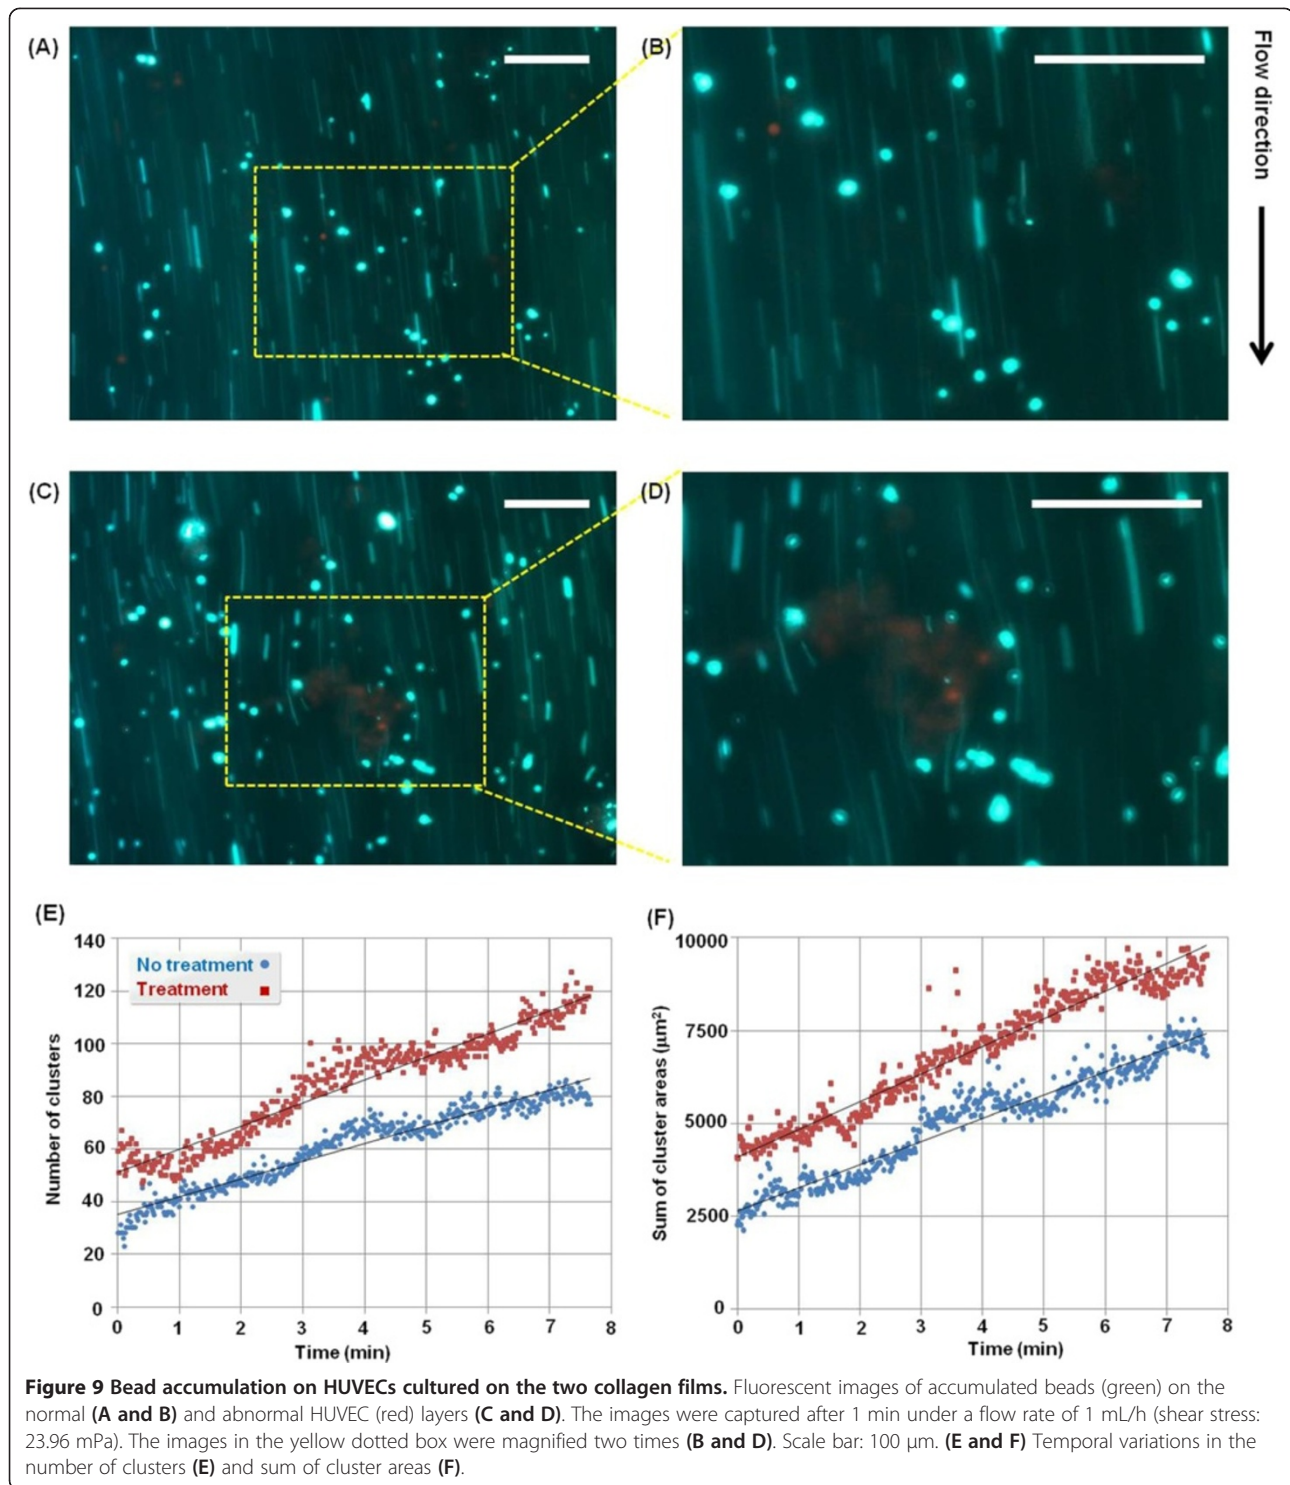 (A)
(B)
Flow direction
(C)
(D)
(E)
140
120
100
80
60
40
20
0
Number of clusters
No treatment
Treatment
0 1 2 3 4 5 6 7 8
Time (min)
(F)
10000
7500
5000
2500
0
Sum of cluster areas (µm²)
0 1 2 3 4 5 6 7 8
Time (min)
Figure 9 Bead accumulation on HUVECs cultured on the two collagen films. Fluorescent images of accumulated beads (green) on the
normal (A and B) and abnormal HUVEC (red) layers (C and D). The images were captured after 1 min under a flow rate of 1 mL/h (shear stress:
23.96 mPa). The images in the yellow dotted box were magnified two times (B and D). Scale bar: 100 µm. (E and F) Temporal variations in the
number of clusters (E) and sum of cluster areas (F).